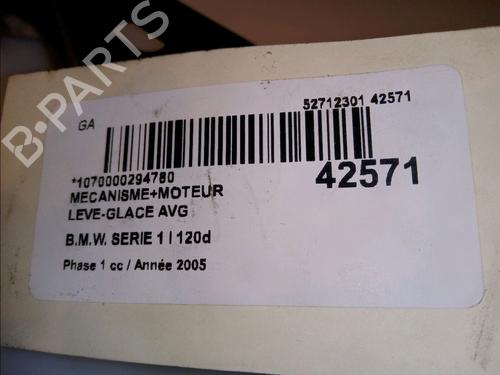 B-PARTS
GA
52712301 42571
*1070000294780
42571
MECANISME+MOTEUR
LEVE-GLACE AVG
B.M.W. SERIE 1 I 120d
Phase 1 cc / Année 2005